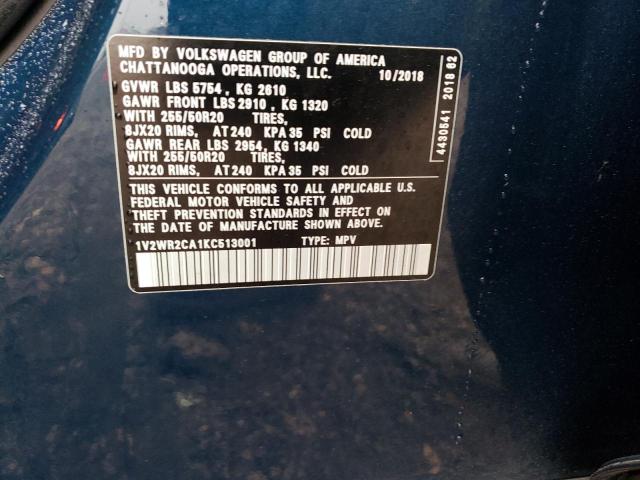 MFD BY VOLKSWAGEN GROUP OF AMERICA
CHATTANOOGA OPERATIONS, LLC. 10/2018
GVWR LBS 5754, KG 2610
GAWR FRONT LBS 2910, KG 1320
WITH 255/50R20 TIRES,
8JX20 RIMS, AT 240 KPA 35 PSI COLD
GAWR REAR LBS 2954, KG 1340
WITH 255/50R20 TIRES,
8JX20 RIMS, AT 240 KPA 35 PSI COLD
THIS VEHICLE CONFORMS TO ALL APPLICABLE U.S.
FEDERAL MOTOR VEHICLE SAFETY AND
THEFT PREVENTION STANDARDS IN EFFECT ON
THE DATE OF MANUFACTURE SHOWN ABOVE.
1V2WR2CA1KC513001 TYPE: MPV
4430541 2018 62